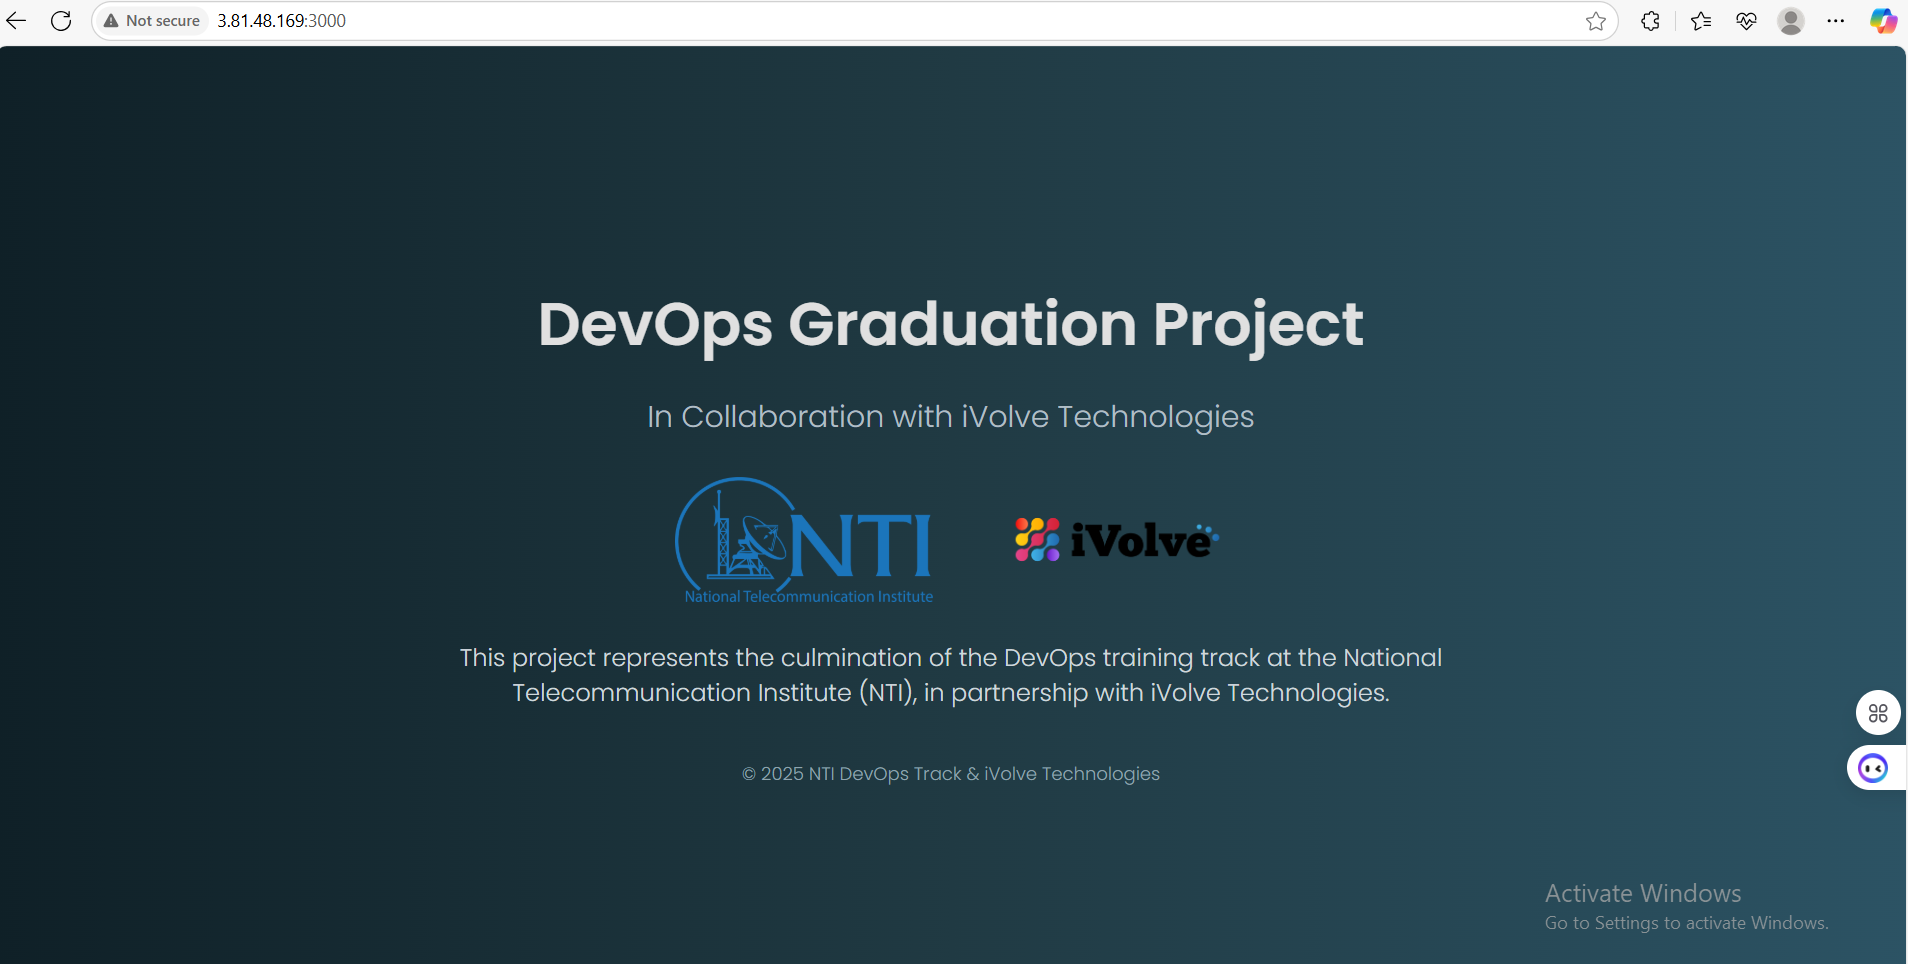 Not secure
3.81.48.169:3000
DevOps Graduation Project
In Collaboration with iVolve Technologies
NTI
National Telecommunication Institute
iVolve
This project represents the culmination of the DevOps training track at the National
Telecommunication Institute (NTI), in partnership with iVolve Technologies.
© 2025 NTI DevOps Track & iVolve Technologies
Activate Windows
Go to Settings to activate Windows.